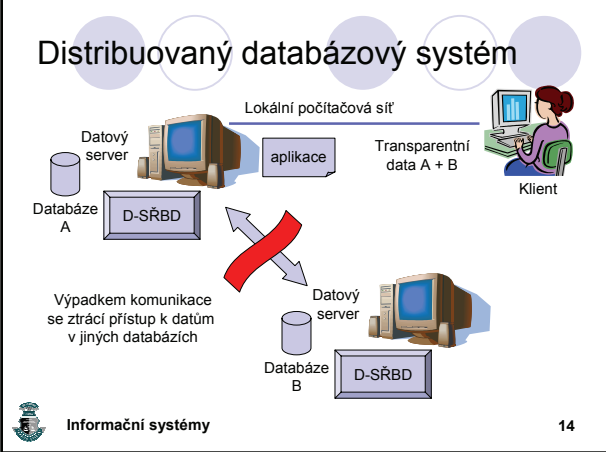 Distribuovaný databázový systém
Lokální počítačová síť
Datový
server
aplikace
Transparentní
data A + B
Klient
Databáze
A
D-SŘBD
Výpadkem komunikace
se ztrácí přístup k datům
v jiných databázích
Datový
server
Databáze
B
D-SŘBD
Informační systémy
14